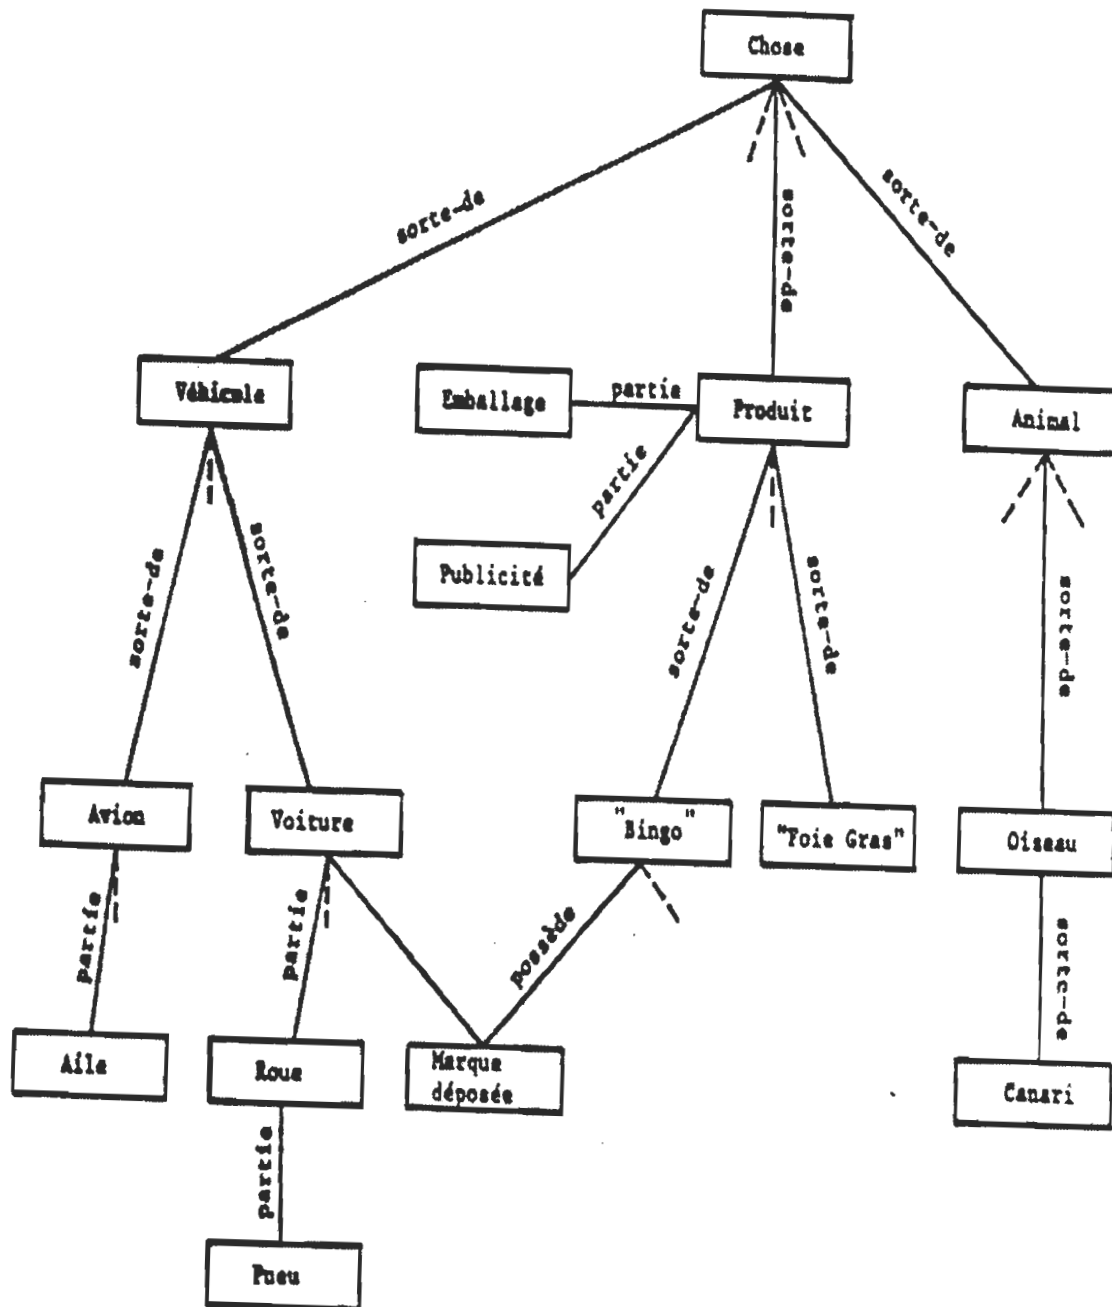 Chose
sorte-de
sorte-de
sorte-de
Véhicule
Emballage
partie
Produit
Animal
partie
Publicité
sorte-de
sorte-de
sorte-de
sorte-de
sorte-de
Avion
Voiture
"Bingo"
"Foie Gras"
Oiseau
partie
partie
possède
sorte-de
Aile
Roue
Marque
déposée
Canari
partie
Pneu